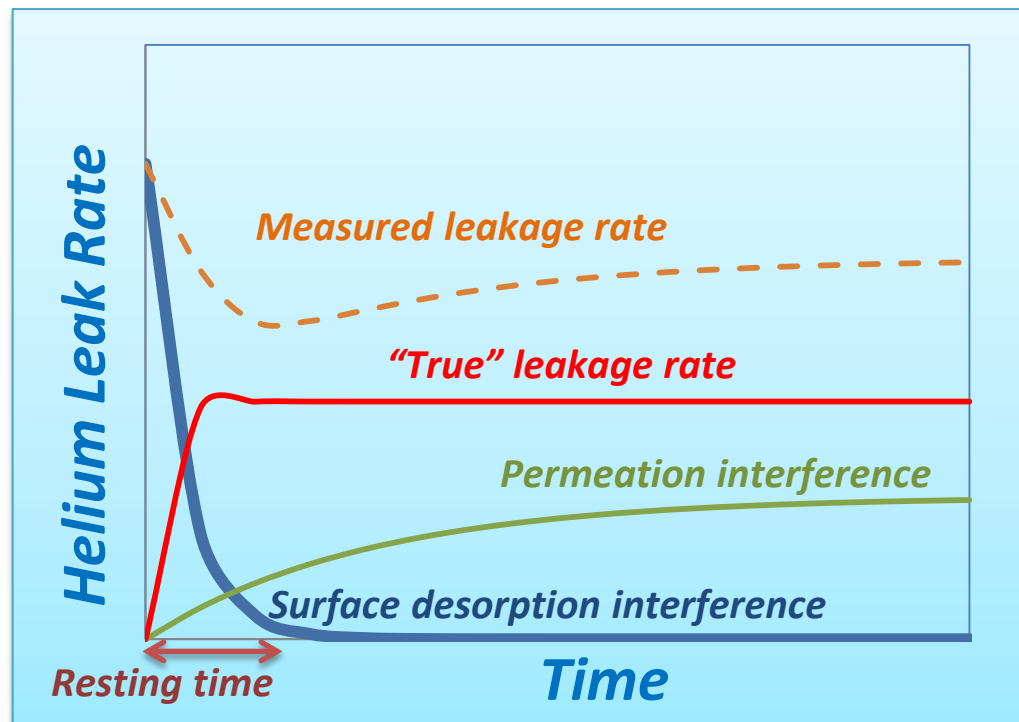 Helium Leak Rate
Measured leakage rate
“True” leakage rate
Permeation interference
Surface desorption interference
Resting time
Time